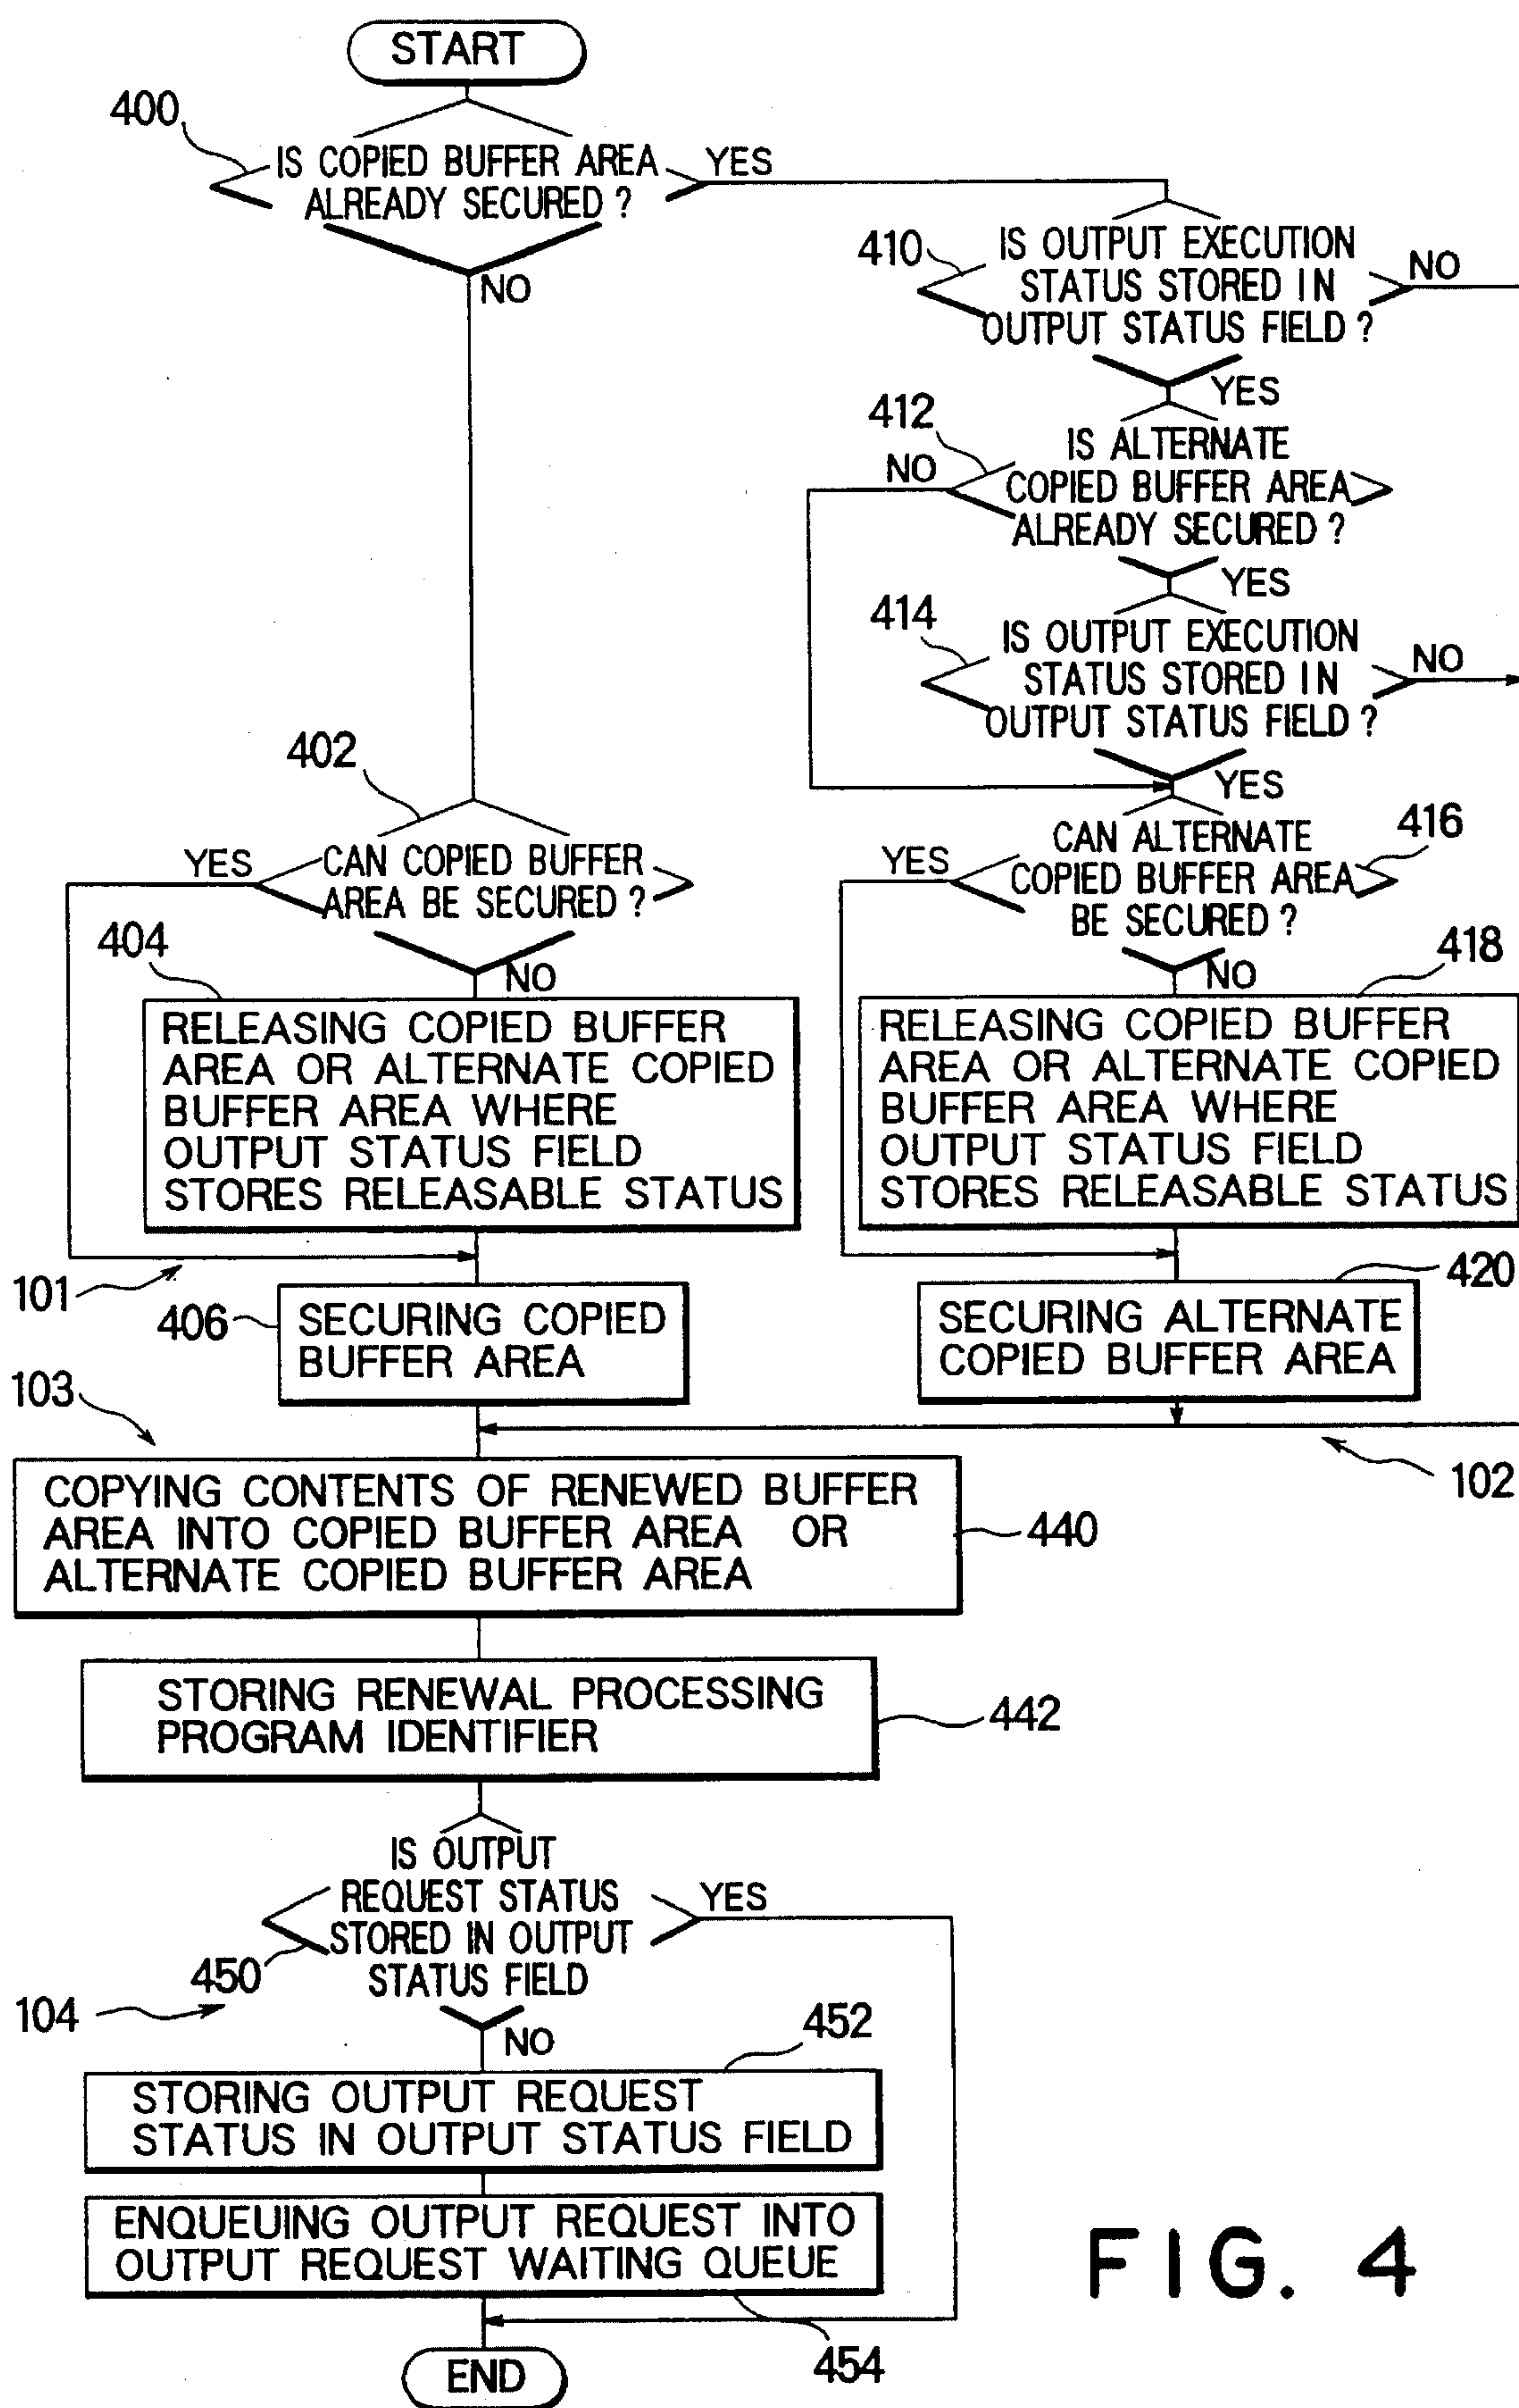 START
400
IS COPIED BUFFER AREA
ALREADY SECURED ?
YES
NO
410
IS OUTPUT EXECUTION
STATUS STORED IN
OUTPUT STATUS FIELD ?
NO
YES
412
NO
IS ALTERNATE
COPIED BUFFER AREA
ALREADY SECURED ?
YES
414
IS OUTPUT EXECUTION
STATUS STORED IN
OUTPUT STATUS FIELD ?
NO
YES
402
YES
CAN COPIED BUFFER
AREA BE SECURED ?
NO
416
YES
CAN ALTERNATE
COPIED BUFFER AREA
BE SECURED ?
NO
404
RELEASING COPIED BUFFER
AREA OR ALTERNATE COPIED
BUFFER AREA WHERE
OUTPUT STATUS FIELD
STORES RELEASABLE STATUS
418
RELEASING COPIED BUFFER
AREA OR ALTERNATE COPIED
BUFFER AREA WHERE
OUTPUT STATUS FIELD
STORES RELEASABLE STATUS
101
406
SECURING COPIED
BUFFER AREA
420
SECURING ALTERNATE
COPIED BUFFER AREA
103
102
COPYING CONTENTS OF RENEWED BUFFER
AREA INTO COPIED BUFFER AREA OR
ALTERNATE COPIED BUFFER AREA
440
STORING RENEWAL PROCESSING
PROGRAM IDENTIFIER
442
IS OUTPUT
REQUEST STATUS
STORED IN OUTPUT
STATUS FIELD
YES
450
104
NO
452
STORING OUTPUT REQUEST
STATUS IN OUTPUT STATUS FIELD
ENQUEUING OUTPUT REQUEST INTO
OUTPUT REQUEST WAITING QUEUE
454
END
FIG. 4